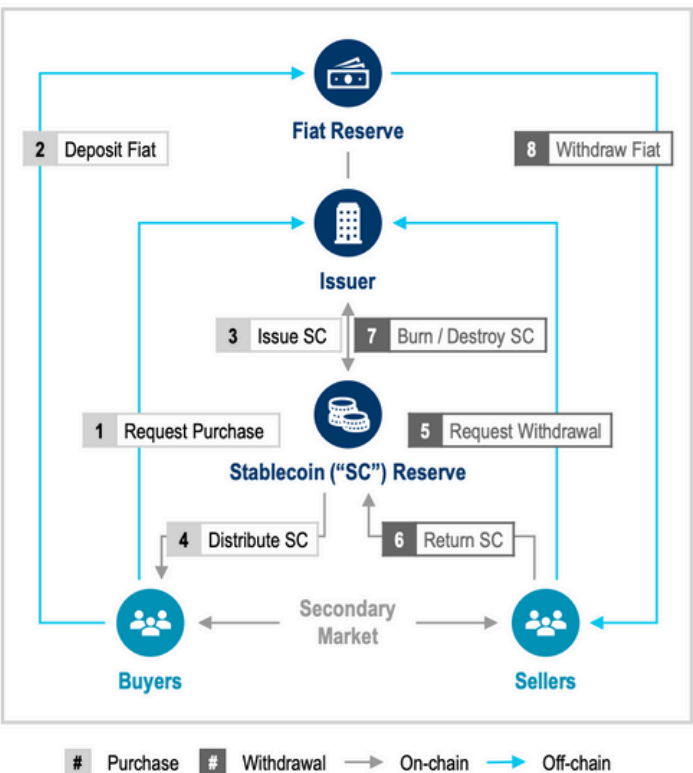 Fiat Reserve
2 Deposit Fiat
8 Withdraw Fiat
Issuer
3 Issue SC
7 Burn / Destroy SC
1 Request Purchase
5 Request Withdrawal
Stablecoin (“SC”) Reserve
4 Distribute SC
6 Return SC
Secondary
Market
Buyers
Sellers
# Purchase # Withdrawal On-chain Off-chain